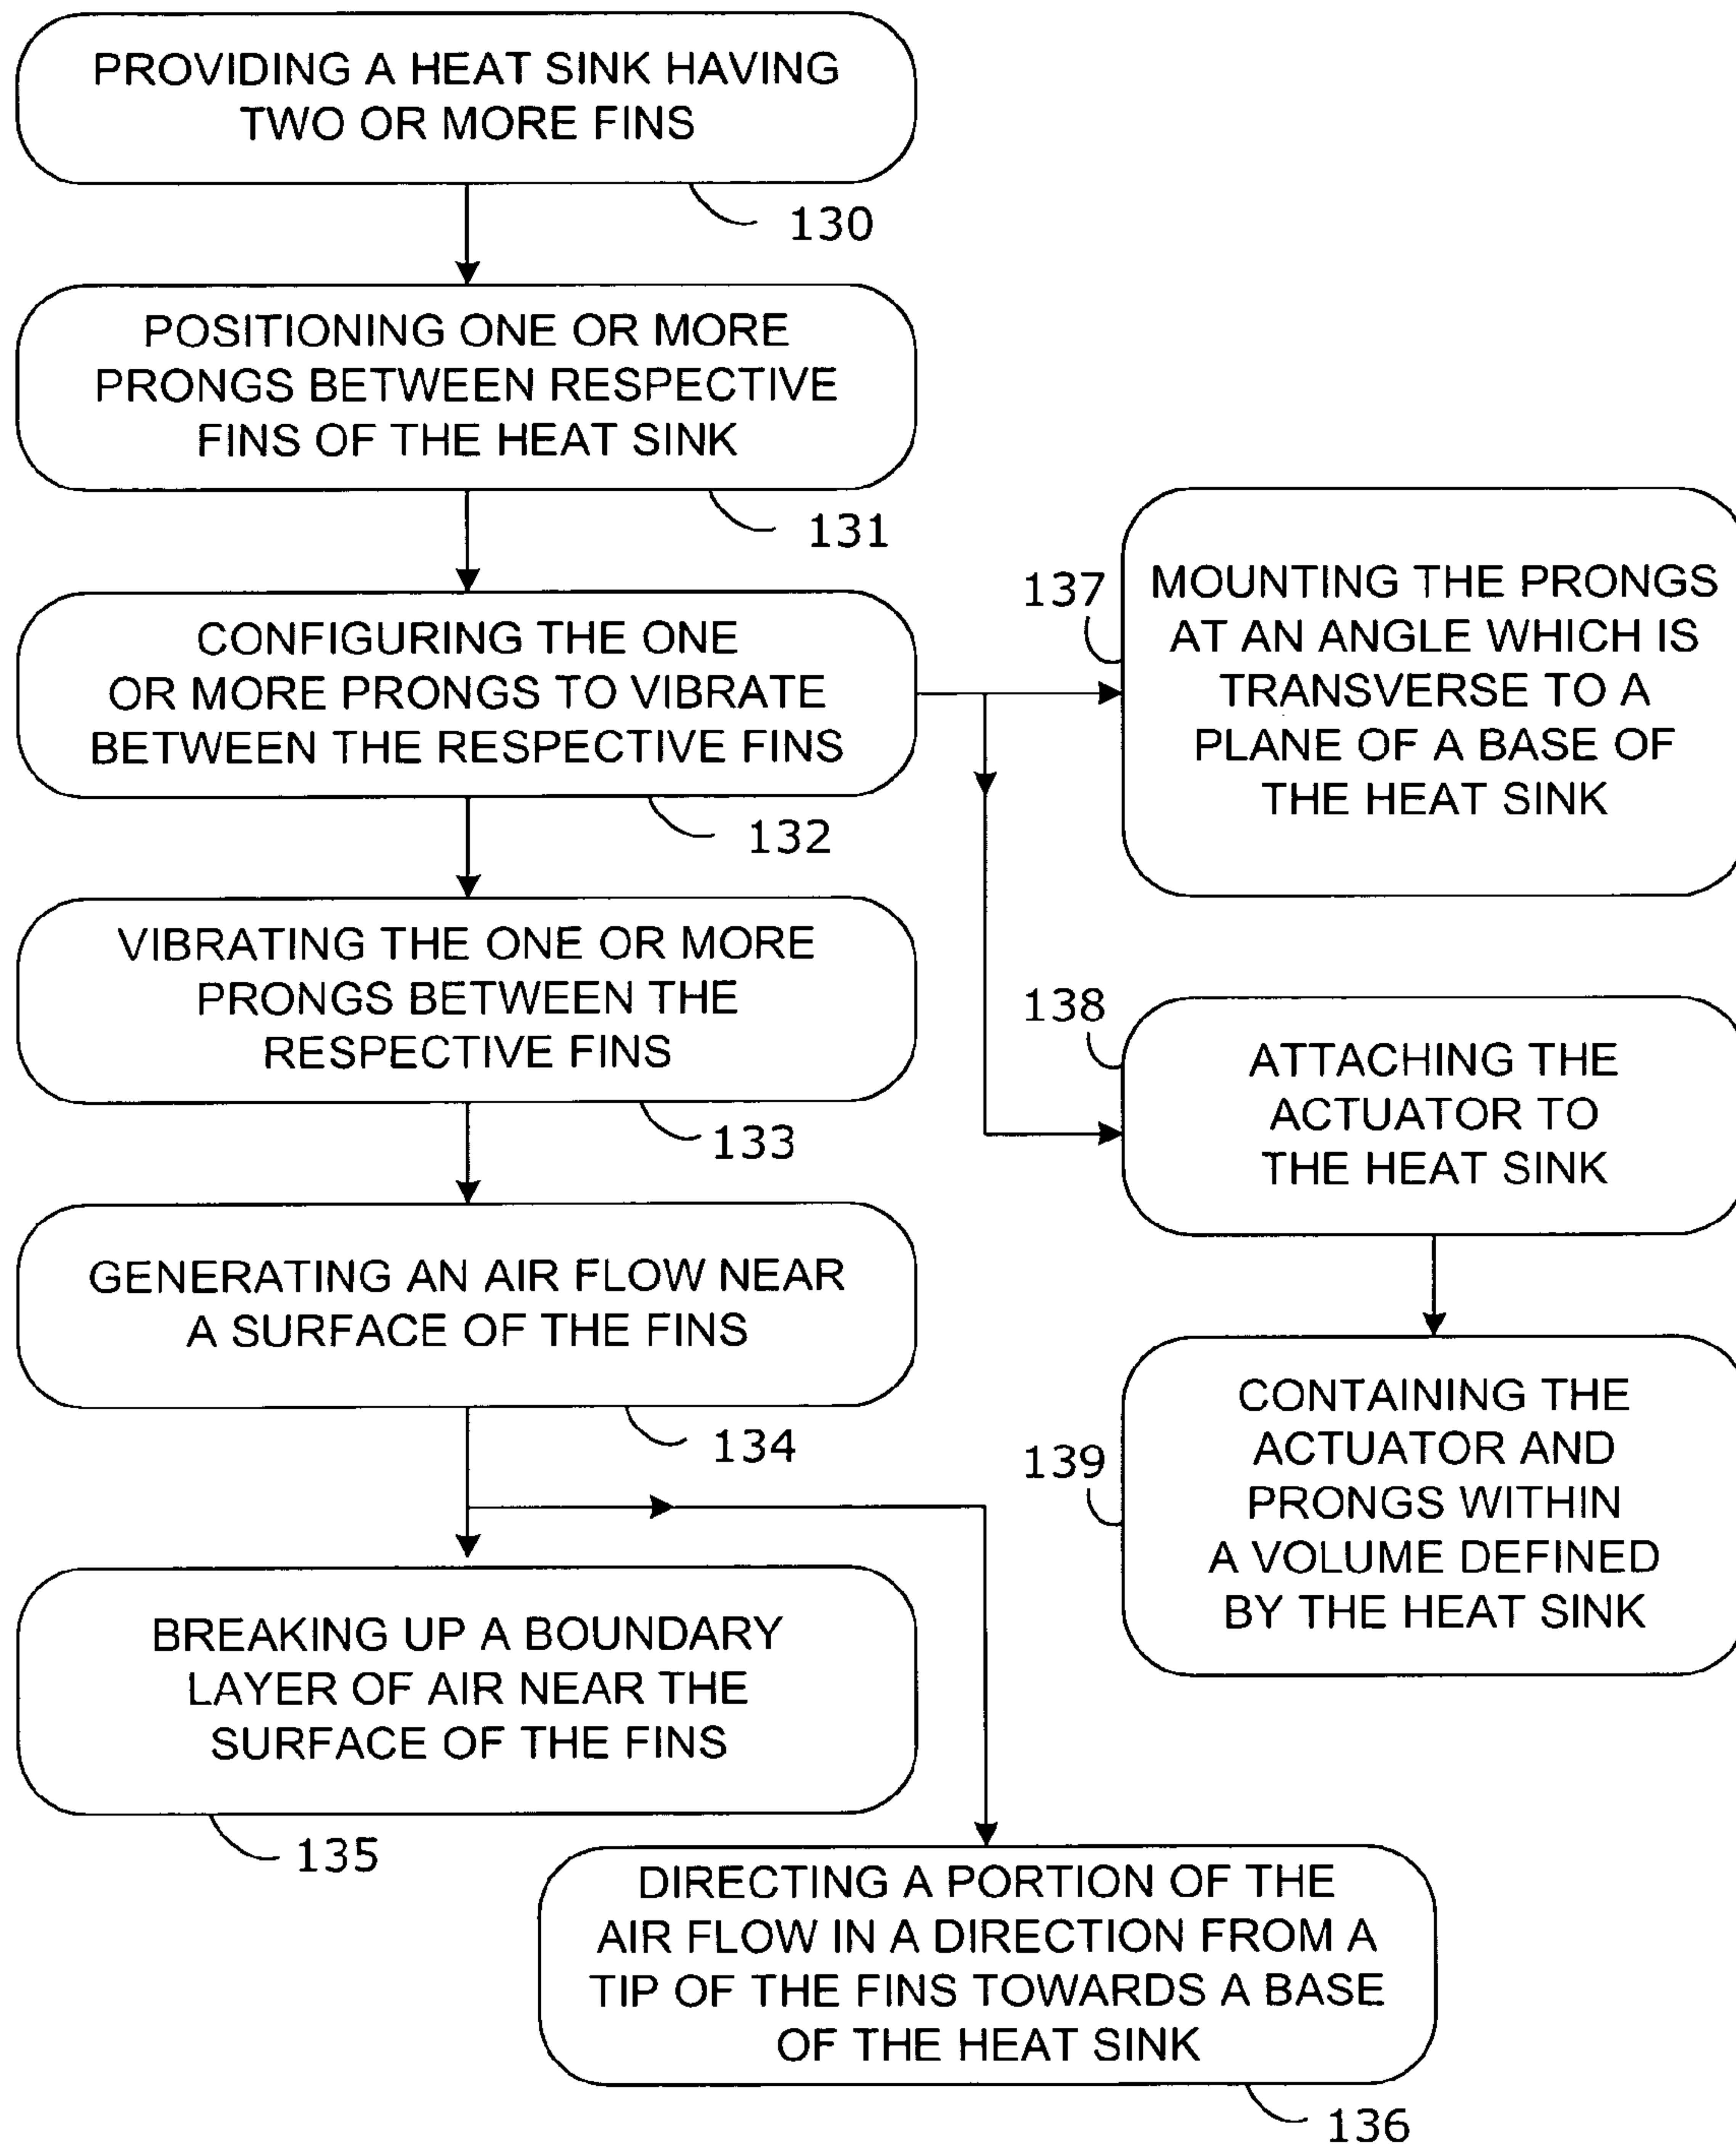 PROVIDING A HEAT SINK HAVING
TWO OR MORE FINS
130
POSITIONING ONE OR MORE
PRONGS BETWEEN RESPECTIVE
FINS OF THE HEAT SINK
131
CONFIGURING THE ONE
OR MORE PRONGS TO VIBRATE
BETWEEN THE RESPECTIVE FINS
132
VIBRATING THE ONE OR MORE
PRONGS BETWEEN THE
RESPECTIVE FINS
133
GENERATING AN AIR FLOW NEAR
A SURFACE OF THE FINS
134
BREAKING UP A BOUNDARY
LAYER OF AIR NEAR THE
SURFACE OF THE FINS
135
DIRECTING A PORTION OF THE
AIR FLOW IN A DIRECTION FROM A
TIP OF THE FINS TOWARDS A BASE
OF THE HEAT SINK
136
137
MOUNTING THE PRONGS
AT AN ANGLE WHICH IS
TRANSVERSE TO A
PLANE OF A BASE OF
THE HEAT SINK
138
ATTACHING THE
ACTUATOR TO
THE HEAT SINK
139
CONTAINING THE
ACTUATOR AND
PRONGS WITHIN
A VOLUME DEFINED
BY THE HEAT SINK